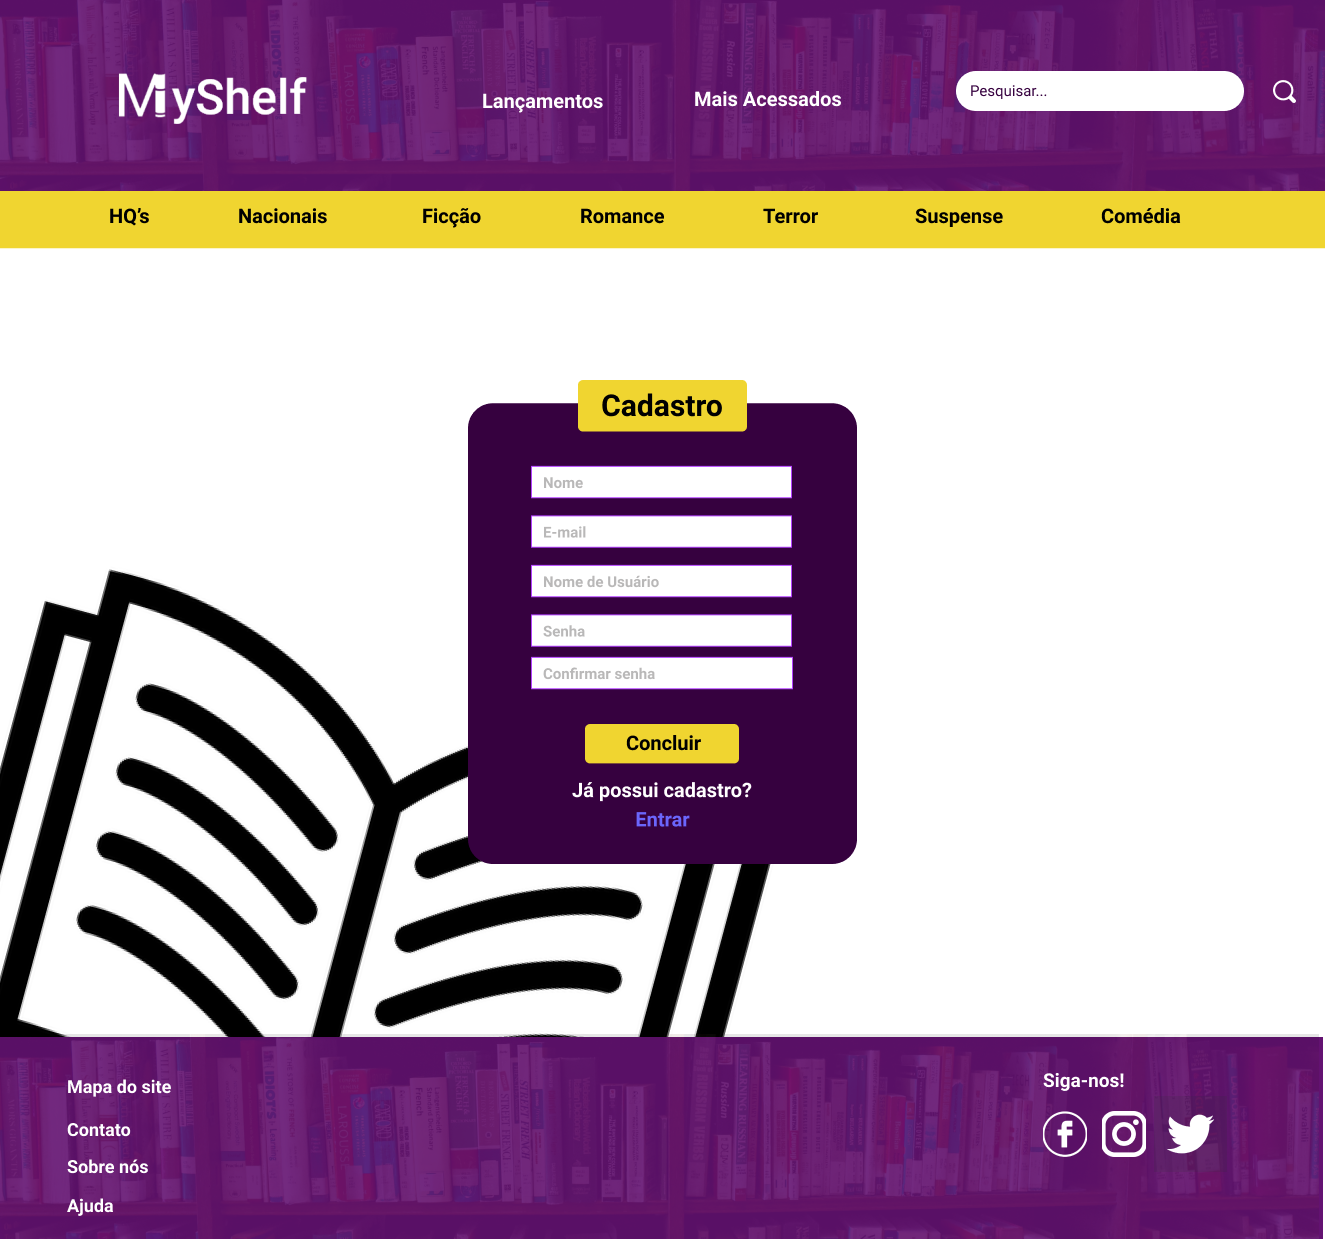 MyShelf
Lançamentos
Mais Acessados
Pesquisar...
HQ's
Nacionais
Ficção
Romance
Terror
Suspense
Comédia
Cadastro
Nome
E-mail
Nome de Usuário
Senha
Confirmar senha
Concluir
Já possui cadastro?
Entrar
Mapa do site
Contato
Sobre nós
Ajuda
Siga-nos!